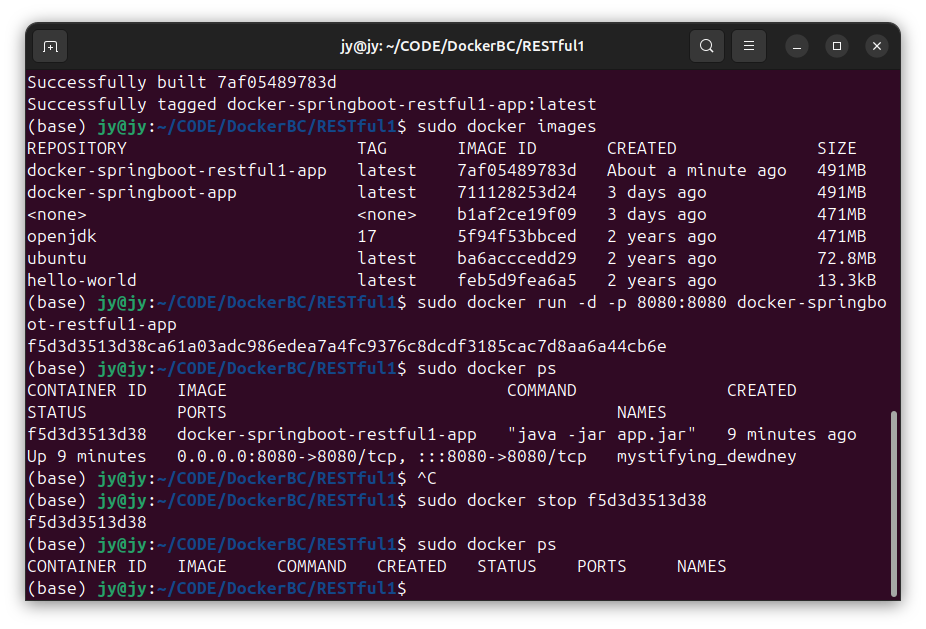 jy@jy: ~/CODE/DockerBC/RESTful1
Successfully built 7af05489783d
Successfully tagged docker-springboot-restful1-app:latest
(base) jy@jy:~/CODE/DockerBC/RESTful1$ sudo docker images
REPOSITORY                       TAG       IMAGE ID       CREATED              SIZE
docker-springboot-restful1-app   latest    7af05489783d   About a minute ago   491MB
docker-springboot-app            latest    711128253d24   3 days ago           491MB
<none>                           <none>    b1af2ce19f09   3 days ago           471MB
openjdk                          17        5f94f53bbced   2 years ago          471MB
ubuntu                           latest    ba6acccedd29   2 years ago          72.8MB
hello-world                      latest    feb5d9fea6a5   2 years ago          13.3kB
(base) jy@jy:~/CODE/DockerBC/RESTful1$ sudo docker run -d -p 8080:8080 docker-springbo
ot-restful1-app
f5d3d3513d38ca61a03adc986edea7a4fc9376c8dcdf3185cac7d8aa6a44cb6e
(base) jy@jy:~/CODE/DockerBC/RESTful1$ sudo docker ps
CONTAINER ID   IMAGE                            COMMAND               CREATED
STATUS         PORTS                                       NAMES
f5d3d3513d38   docker-springboot-restful1-app   "java -jar app.jar"   9 minutes ago
Up 9 minutes   0.0.0.0:8080->8080/tcp, :::8080->8080/tcp   mystifying_dewdney
(base) jy@jy:~/CODE/DockerBC/RESTful1$ ^C
(base) jy@jy:~/CODE/DockerBC/RESTful1$ sudo docker stop f5d3d3513d38
f5d3d3513d38
(base) jy@jy:~/CODE/DockerBC/RESTful1$ sudo docker ps
CONTAINER ID   IMAGE     COMMAND   CREATED   STATUS    PORTS     NAMES
(base) jy@jy:~/CODE/DockerBC/RESTful1$